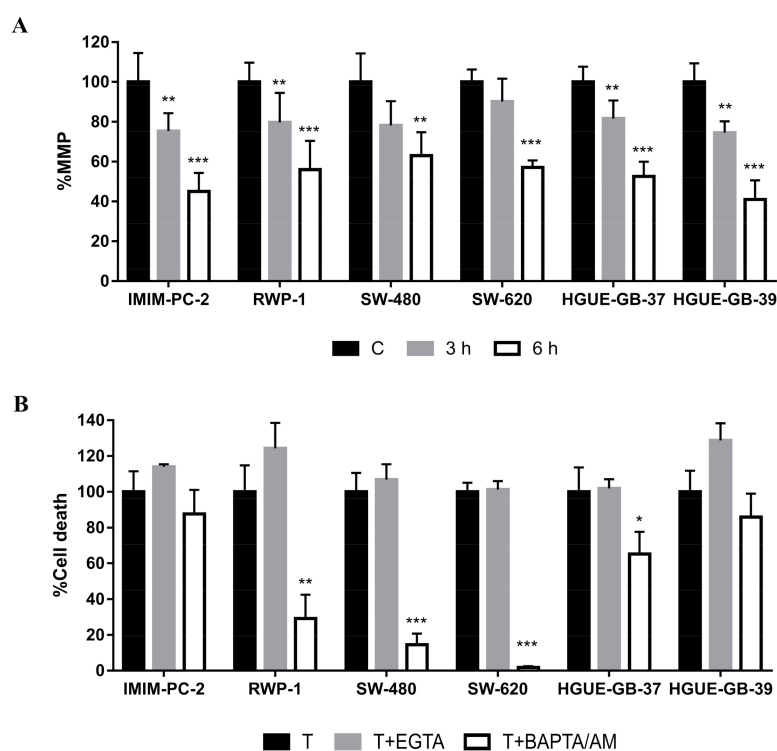 A
120
100
80
60
40
20
0
%MMP
** *** ** *** ** *** ** *** ** ***
IMIM-PC-2 RWP-1 SW-480 SW-620 HGUE-GB-37 HGUE-GB-39
C 3 h 6 h
B
140
120
100
80
60
40
20
0
%Cell death
** *** *** *
IMIM-PC-2 RWP-1 SW-480 SW-620 HGUE-GB-37 HGUE-GB-39
T T+EGTA T+BAPTA/AM